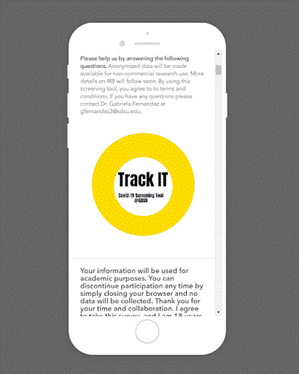 Please help us by answering the following
questions. Anonymised data will be made
available for non-commercial research use. More
details on IRB will follow soon. By using this
screening tool, you agree to its terms and
conditions. If you have any questions please
contact Dr. Gabriela Fernandez at
gfernandez2@sdsu.edu.
Track IT
Covid-19 Screening Tool
@SDSU
Your information will be used for
academic purposes. You can
discontinue participation any time by
simply closing your browser and no
data will be collected. Thank you for
your time and contribution. I agree
to take this survey, and I am 18 years